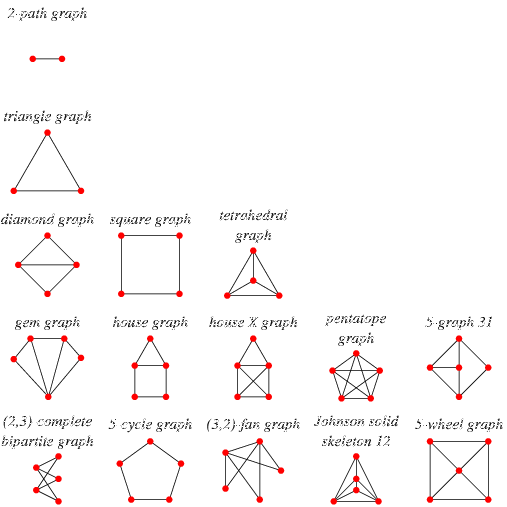 2-path graph
triangle graph
diamond graph square graph tetrahedral
graph
gem graph house graph house X graph pentatope
graph 5-graph 31
(2,3)-complete
bipartite graph 5-cycle graph (3,2)-fan graph Johnson solid
skeleton 12 5-wheel graph